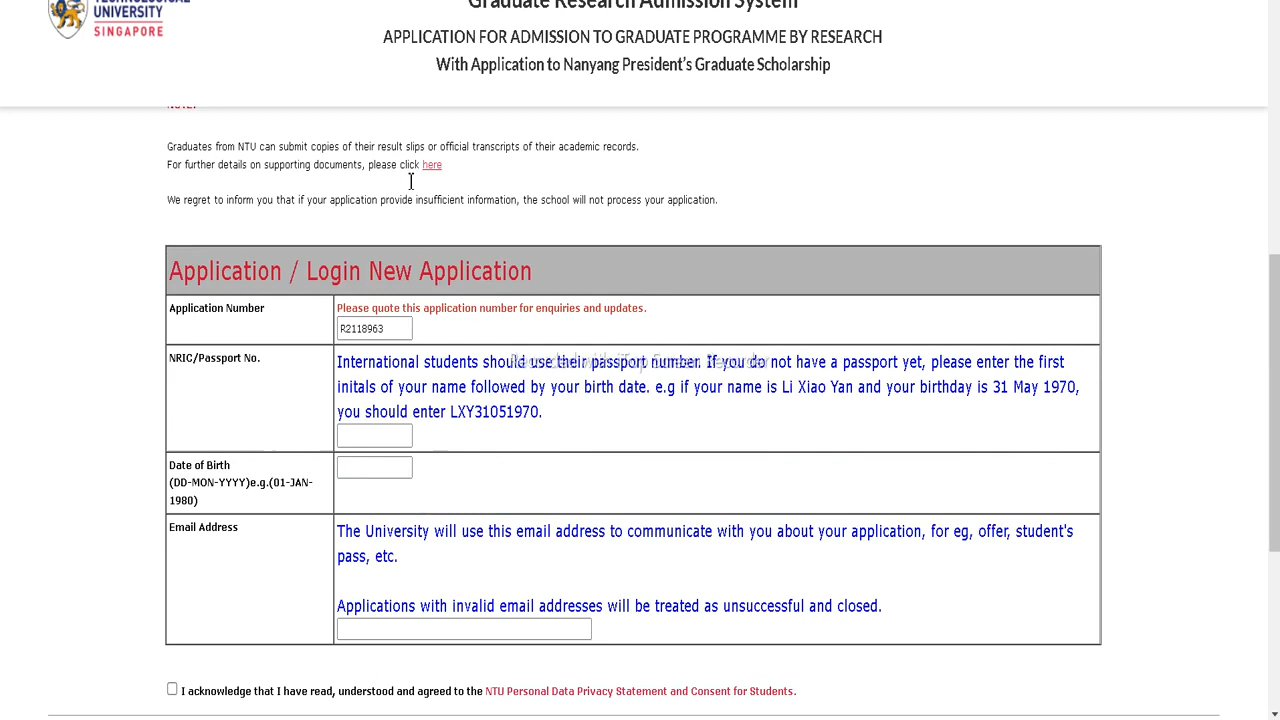 TECHNOLOGICAL
UNIVERSITY
SINGAPORE
Graduate Research Admission System
APPLICATION FOR ADMISSION TO GRADUATE PROGRAMME BY RESEARCH
With Application to Nanyang President's Graduate Scholarship
NOTE:
Graduates from NTU can submit copies of their result slips or official transcripts of their academic records.
For further details on supporting documents, please click here
We regret to inform you that if your application provide insufficient information, the school will not process your application.
Application / Login New Application
Application Number
Please quote this application number for enquiries and updates.
R2118963
NRIC/Passport No.
International students should use their passport number. If you do not have a passport yet, please enter the first
initals of your name followed by your birth date. e.g if your name is Li Xiao Yan and your birthday is 31 May 1970,
you should enter LXY31051970.
Recorded with iTop Screen Recorder
Date of Birth
(DD-MON-YYYY)e.g.(01-JAN-
1980)
Email Address
The University will use this email address to communicate with you about your application, for eg, offer, student's
pass, etc.
Applications with invalid email addresses will be treated as unsuccessful and closed.
I acknowledge that I have read, understood and agreed to the NTU Personal Data Privacy Statement and Consent for Students.